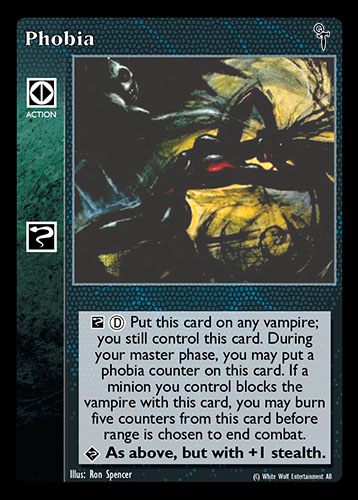 Phobia
ACTION
D Put this card on any vampire;
you still control this card. During
your master phase, you may put a
phobia counter on this card. If a
minion you control blocks the
vampire with this card, you may burn
five counters from this card before
range is chosen to end combat.
As above, but with +1 stealth.
Illus: Ron Spencer
(C) White Wolf Entertainment AB